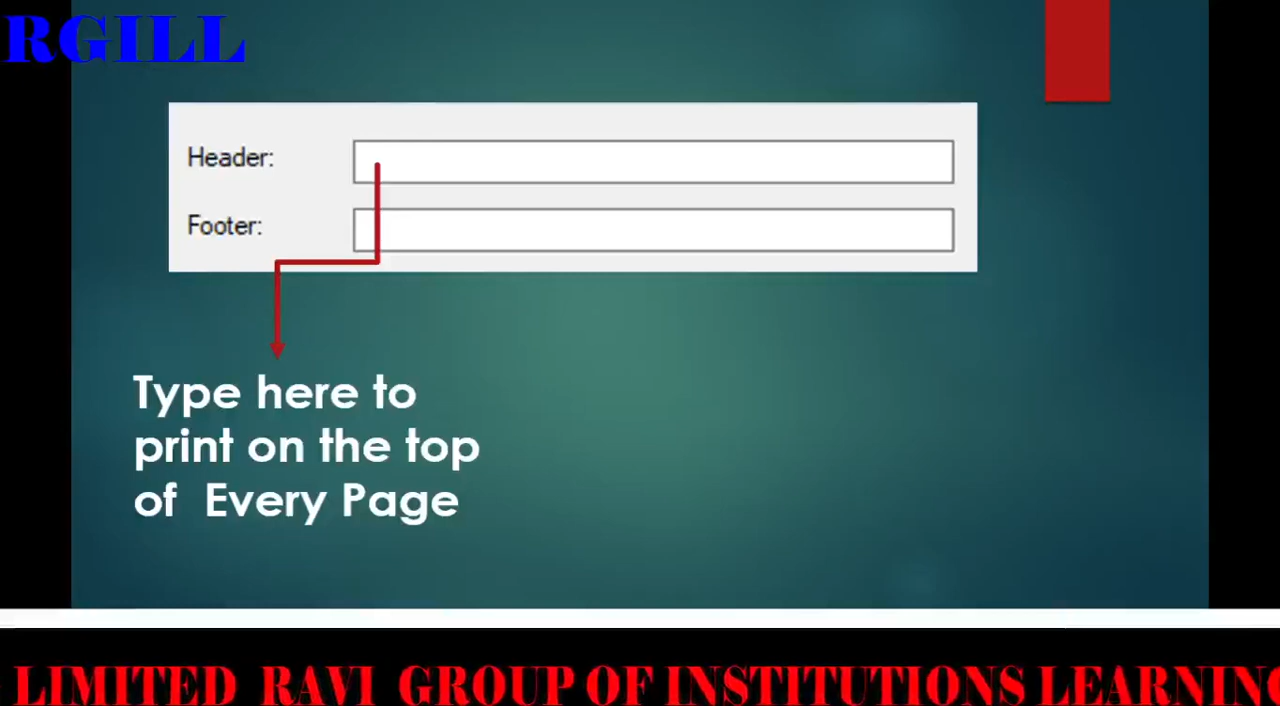 RGILL
Header:
Footer:
Type here to
print on the top
of Every Page
LIMITED RAVI GROUP OF INSTITUTIONS LEARNING